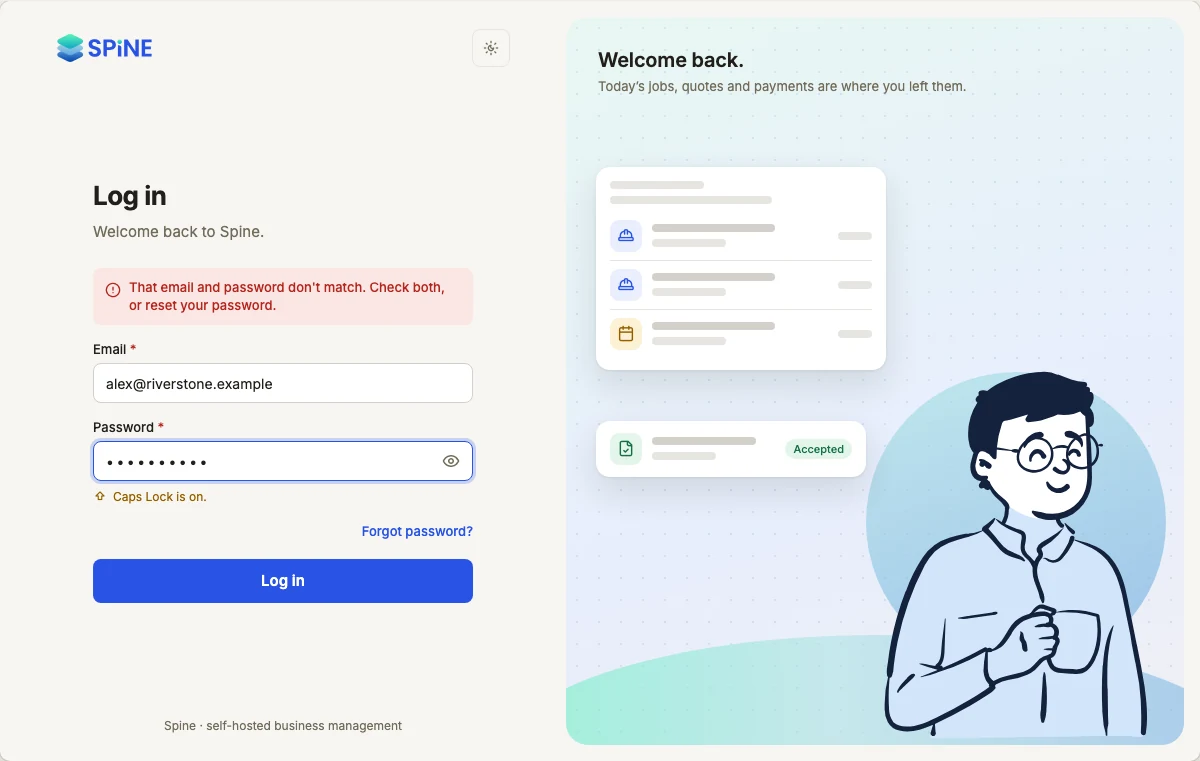 SPiNE
Log in
Welcome back to Spine.
That email and password don't match. Check both,
or reset your password.
Email *
alex@riverstone.example
Password *
••••••••••
Caps Lock is on.
Forgot password?
Log in
Spine · self-hosted business management
Welcome back.
Today's jobs, quotes and payments are where you left them.
Accepted